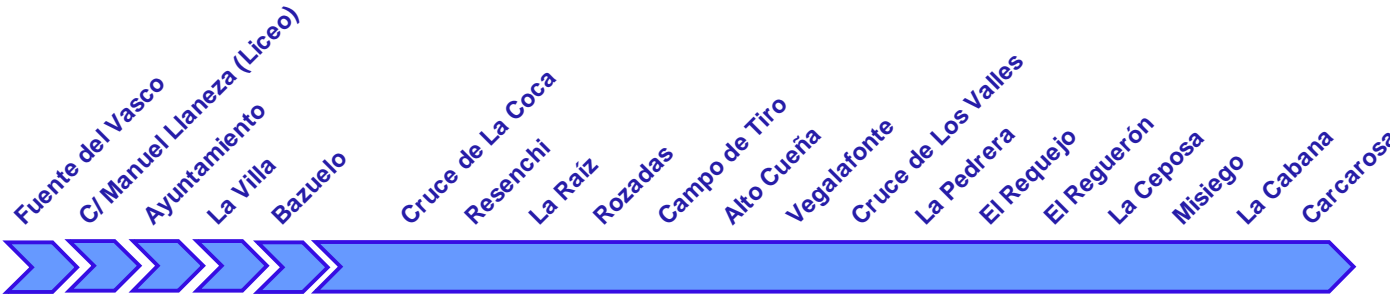 Fuente del Vasco
C/ Manuel Llaneza (Liceo)
Ayuntamiento
La Villa
Bazuelo
Cruce de La Coca
Resenchi
La Raíz
Rozadas
Campo de Tiro
Alto Cueña
Vegalafonte
Cruce de Los Valles
La Pedrera
El Requejo
El Reguerón
La Ceposa
Misiego
La Cabana
Carcarosa